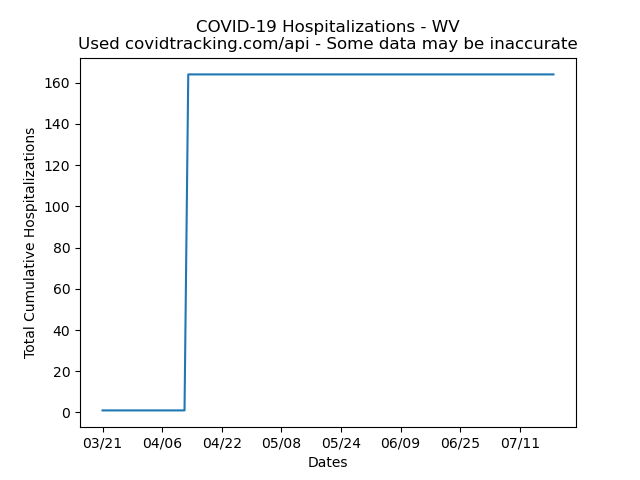 COVID-19 Hospitalizations - WV
Used covidtracking.com/api - Some data may be inaccurate
Total Cumulative Hospitalizations
160
140
120
100
80
60
40
20
0
03/21 04/06 04/22 05/08 05/24 06/09 06/25 07/11
Dates